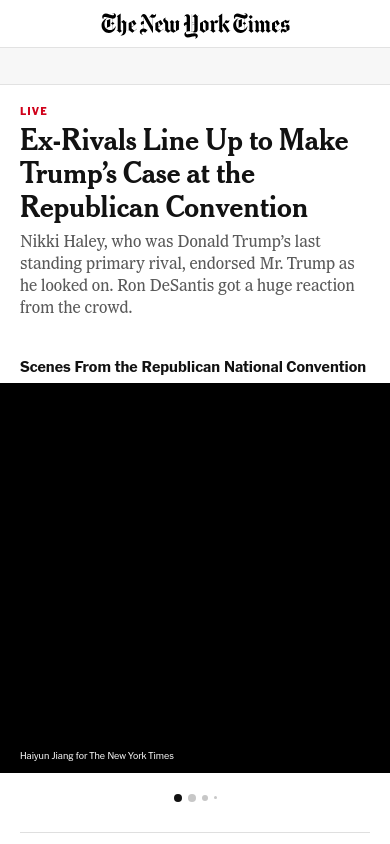 The New York Times
LIVE
Ex-Rivals Line Up to Make
Trump’s Case at the
Republican Convention
Nikki Haley, who was Donald Trump’s last
standing primary rival, endorsed Mr. Trump as
he looked on. Ron DeSantis got a huge reaction
from the crowd.
Scenes From the Republican National Convention
Haiyun Jiang for The New York Times